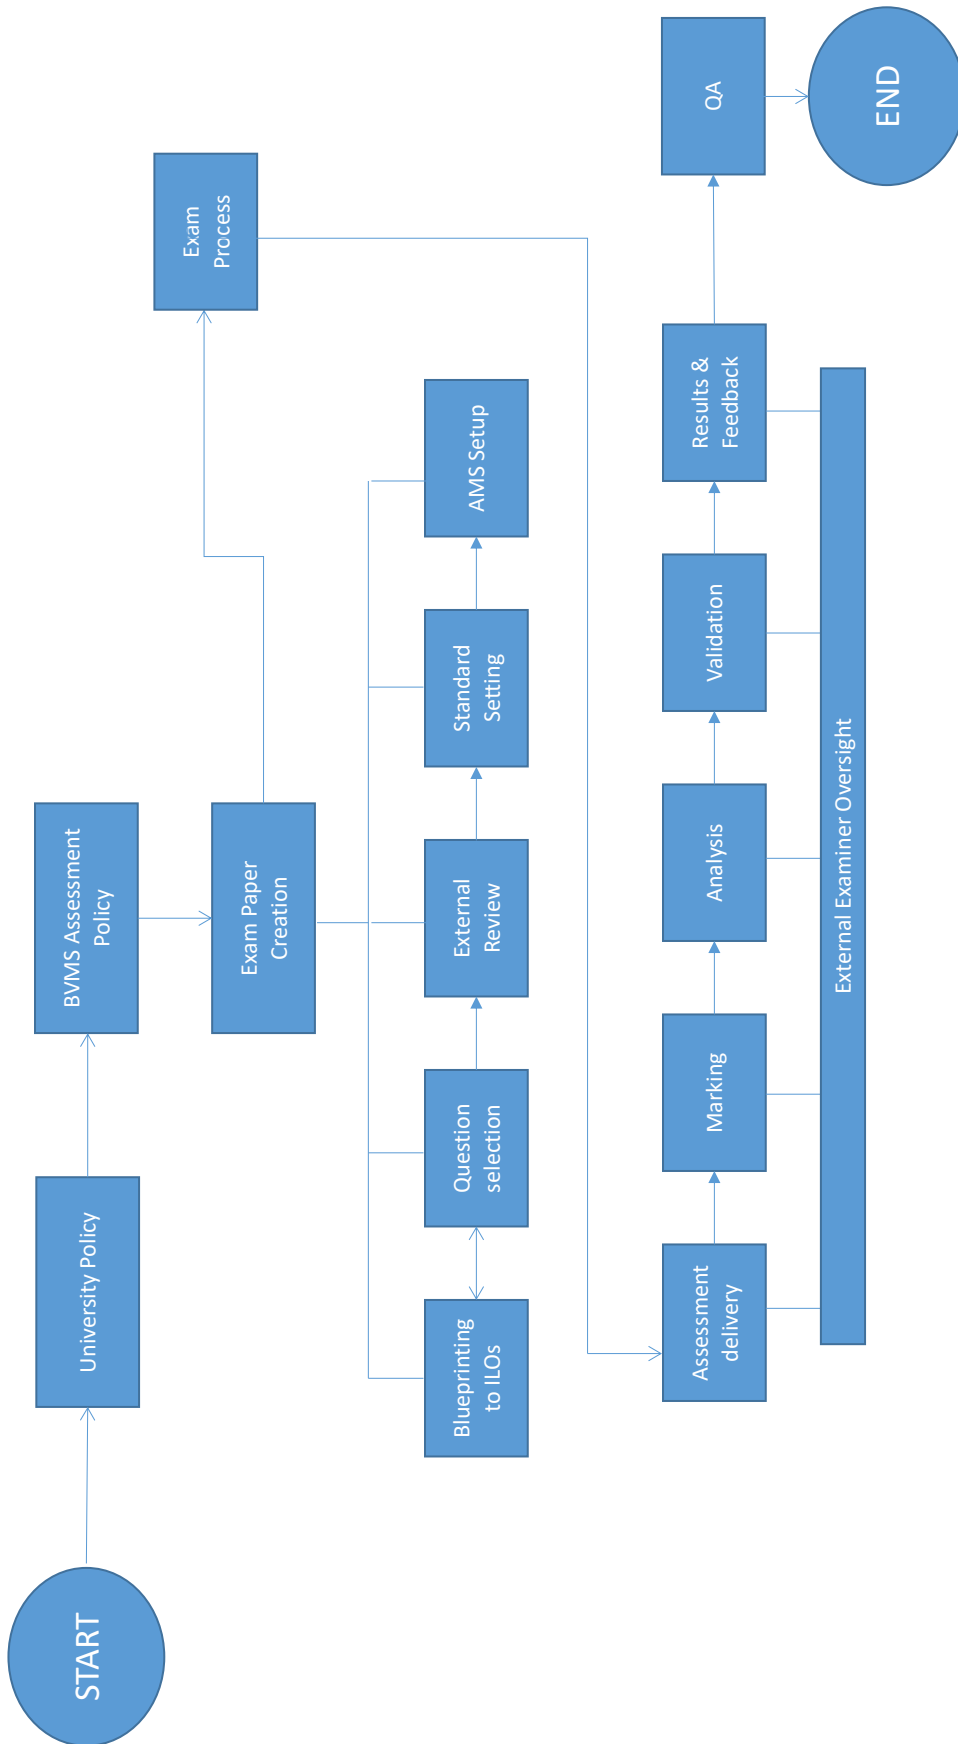 START
University Policy
BVMS Assessment
Policy
Exam Paper
Creation
Exam
Process
Blueprinting
to ILOs
Question
selection
External
Review
Standard
Setting
AMS Setup
Assessment
delivery
Marking
Analysis
Validation
Results &
Feedback
QA
External Examiner Oversight
END